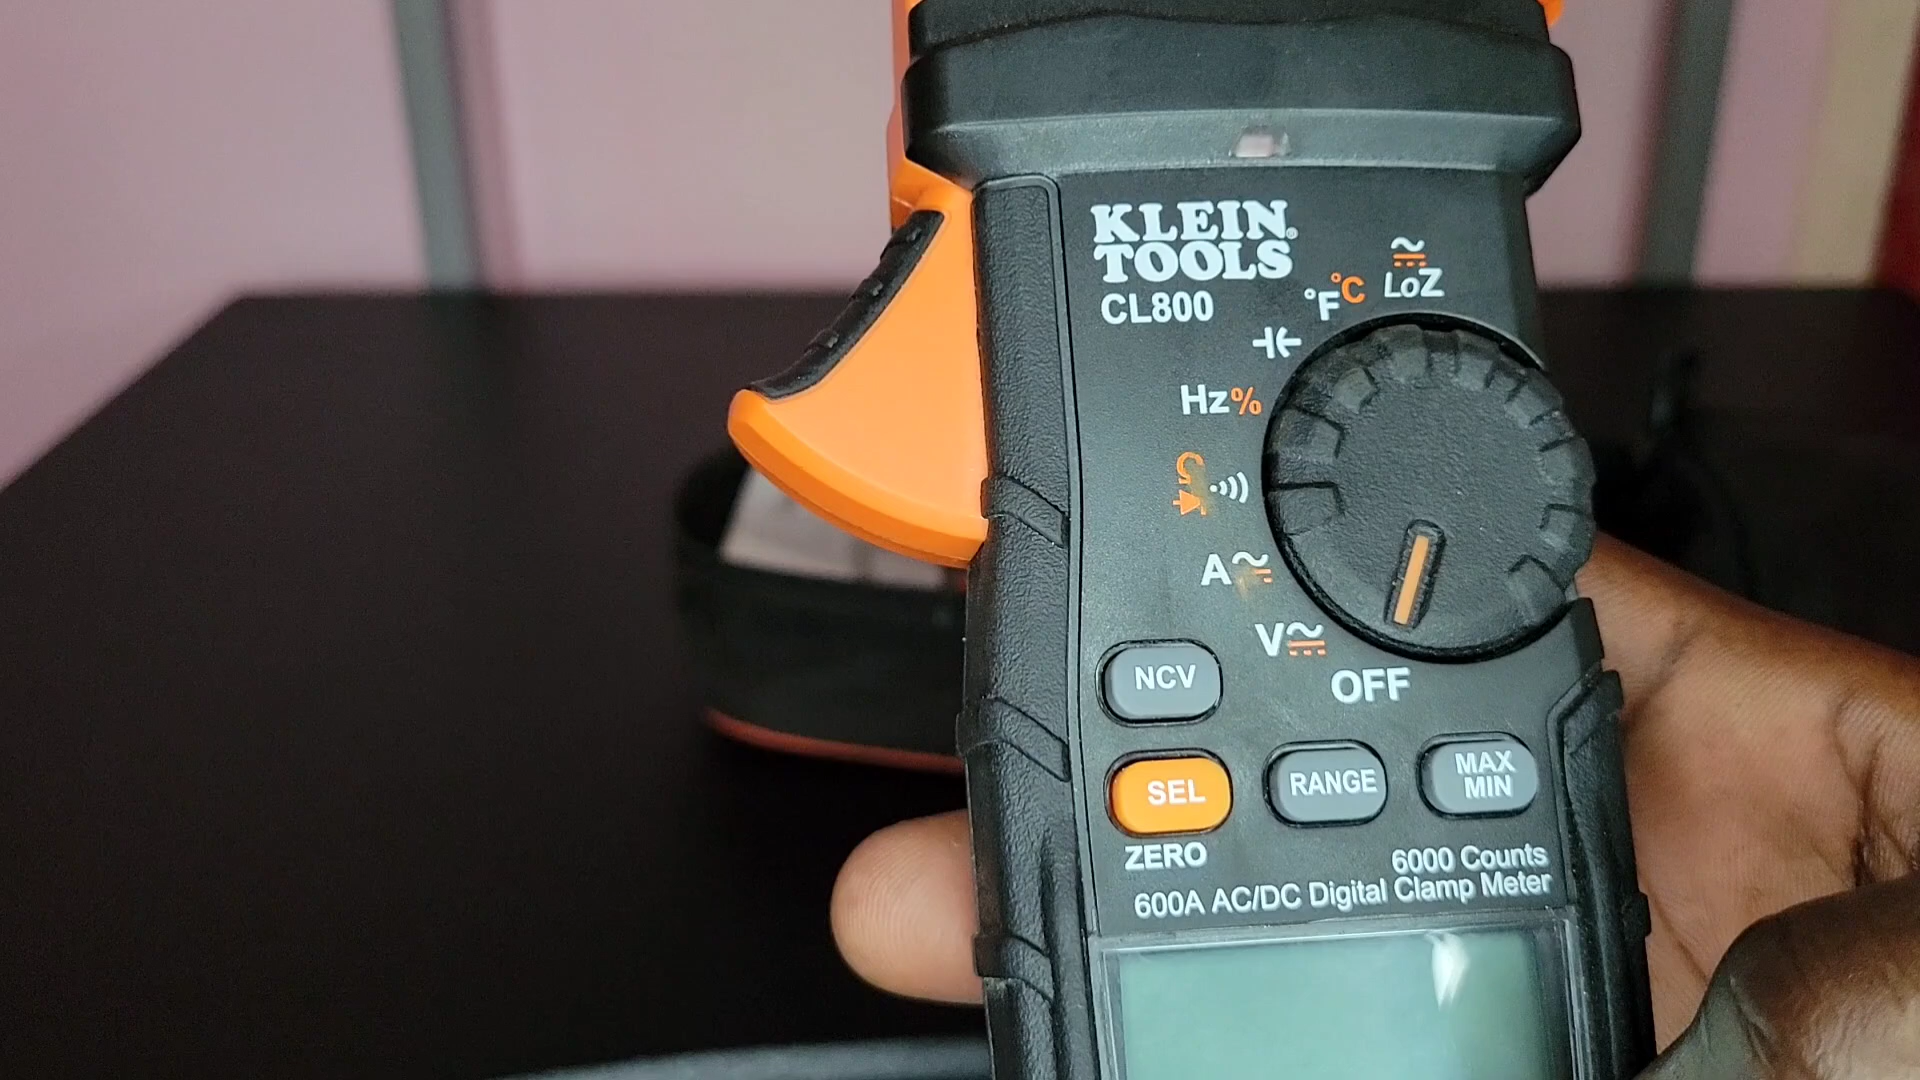 KLEIN
TOOLS®
CL800
LoZ
°F°C
Hz%
A
V
OFF
NCV
SEL
RANGE
MAX
MIN
ZERO
6000 Counts
600A AC/DC Digital Clamp Meter